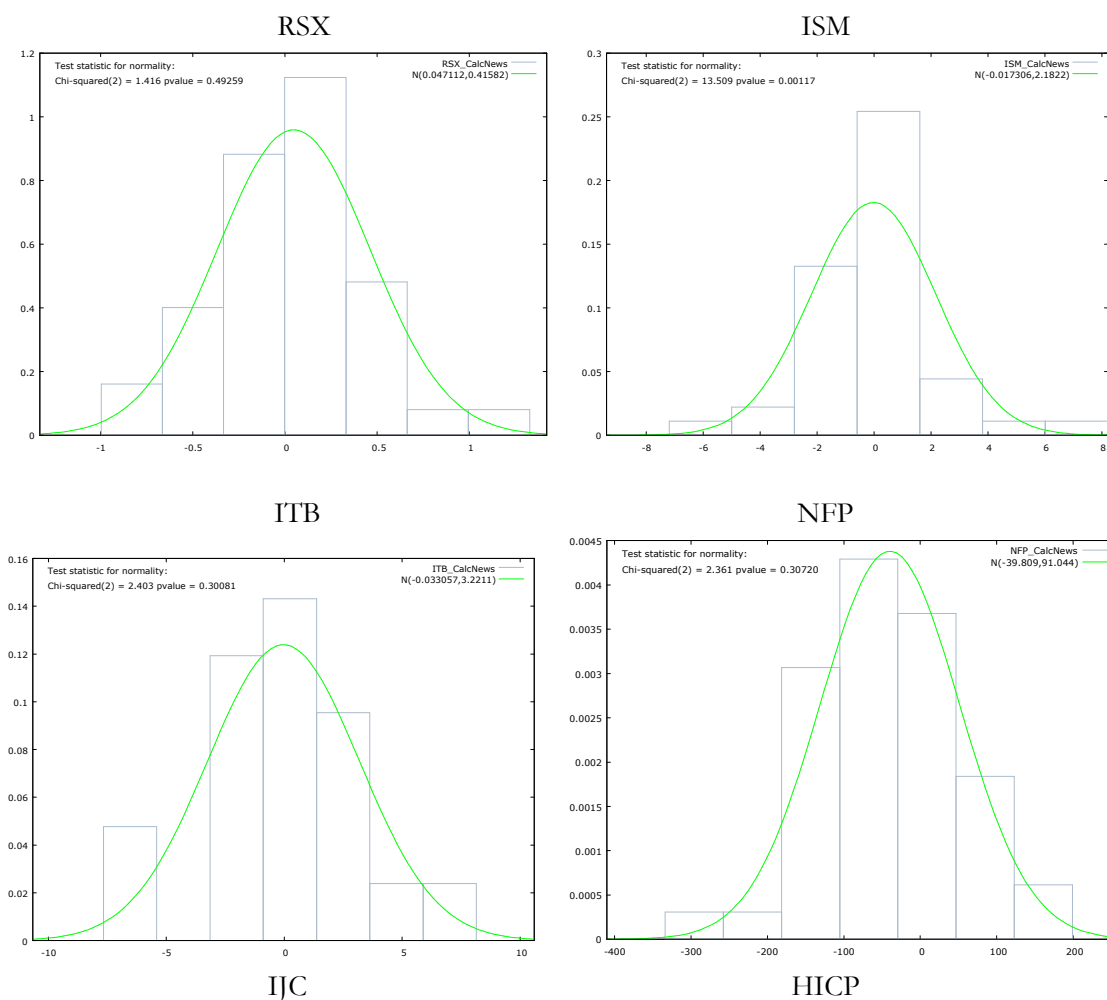 RSX
Test statistic for normality:
Chi-squared(2) = 1.416 pvalue = 0.49259
RSX_CalcNews
N(0.047112,0.41582)
1.2
1
0.8
0.6
0.4
0.2
0
-1
-0.5
0
0.5
1
ISM
Test statistic for normality:
Chi-squared(2) = 13.509 pvalue = 0.00117
ISM_CalcNews
N(-0.017306,2.1822)
0.3
0.25
0.2
0.15
0.1
0.05
0
-8
-6
-4
-2
0
2
4
6
8
ITB
Test statistic for normality:
Chi-squared(2) = 2.403 pvalue = 0.30081
ITB_CalcNews
N(-0.033057,3.2211)
0.16
0.14
0.12
0.1
0.08
0.06
0.04
0.02
0
-10
-5
0
5
10
NFP
Test statistic for normality:
Chi-squared(2) = 2.361 pvalue = 0.30720
NFP_CalcNews
N(-39.809,91.044)
0.0045
0.004
0.0035
0.003
0.0025
0.002
0.0015
0.001
0.0005
0
-400
-300
-200
-100
0
100
200
IJC
HICP